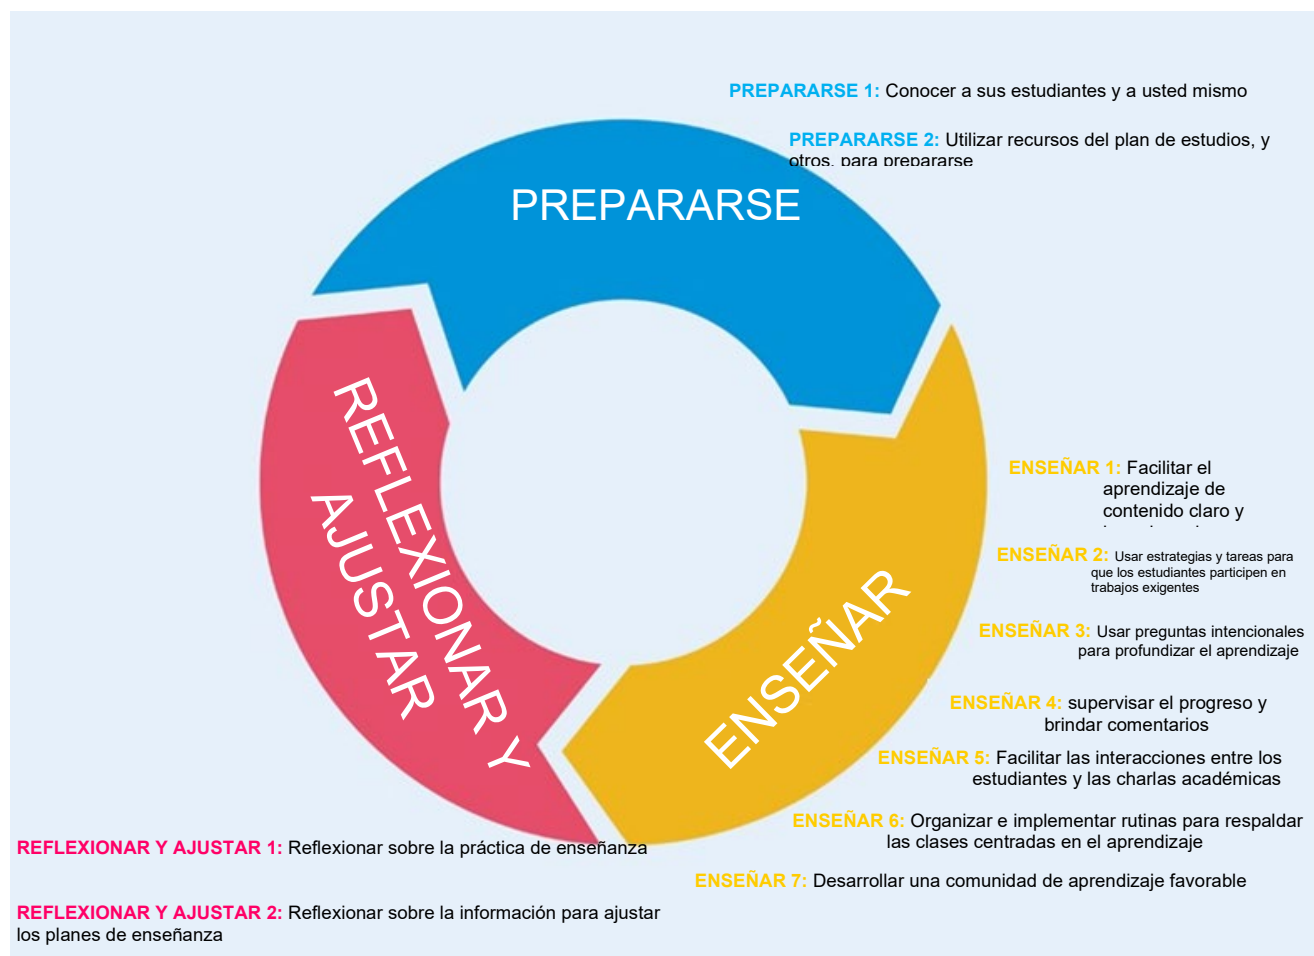 PREPARARSE 1: Conocer a sus estudiantes y a usted mismo
PREPARARSE 2: Utilizar recursos del plan de estudios, y
otros, para prepararse
PREPARARSE
REFLEXIONAR Y
AJUSTAR
ENSEÑAR
ENSEÑAR 1: Facilitar el
aprendizaje de
contenido claro y
ENSEÑAR 2: Usar estrategias y tareas para
que los estudiantes participen en
trabajos exigentes
ENSEÑAR 3: Usar preguntas intencionales
para profundizar el aprendizaje
ENSEÑAR 4: supervisar el progreso y
brindar comentarios
ENSEÑAR 5: Facilitar las interacciones entre los
estudiantes y las charlas académicas
ENSEÑAR 6: Organizar e implementar rutinas para respaldar
las clases centradas en el aprendizaje
ENSEÑAR 7: Desarrollar una comunidad de aprendizaje favorable
REFLEXIONAR Y AJUSTAR 1: Reflexionar sobre la práctica de enseñanza
REFLEXIONAR Y AJUSTAR 2: Reflexionar sobre la información para ajustar
los planes de enseñanza